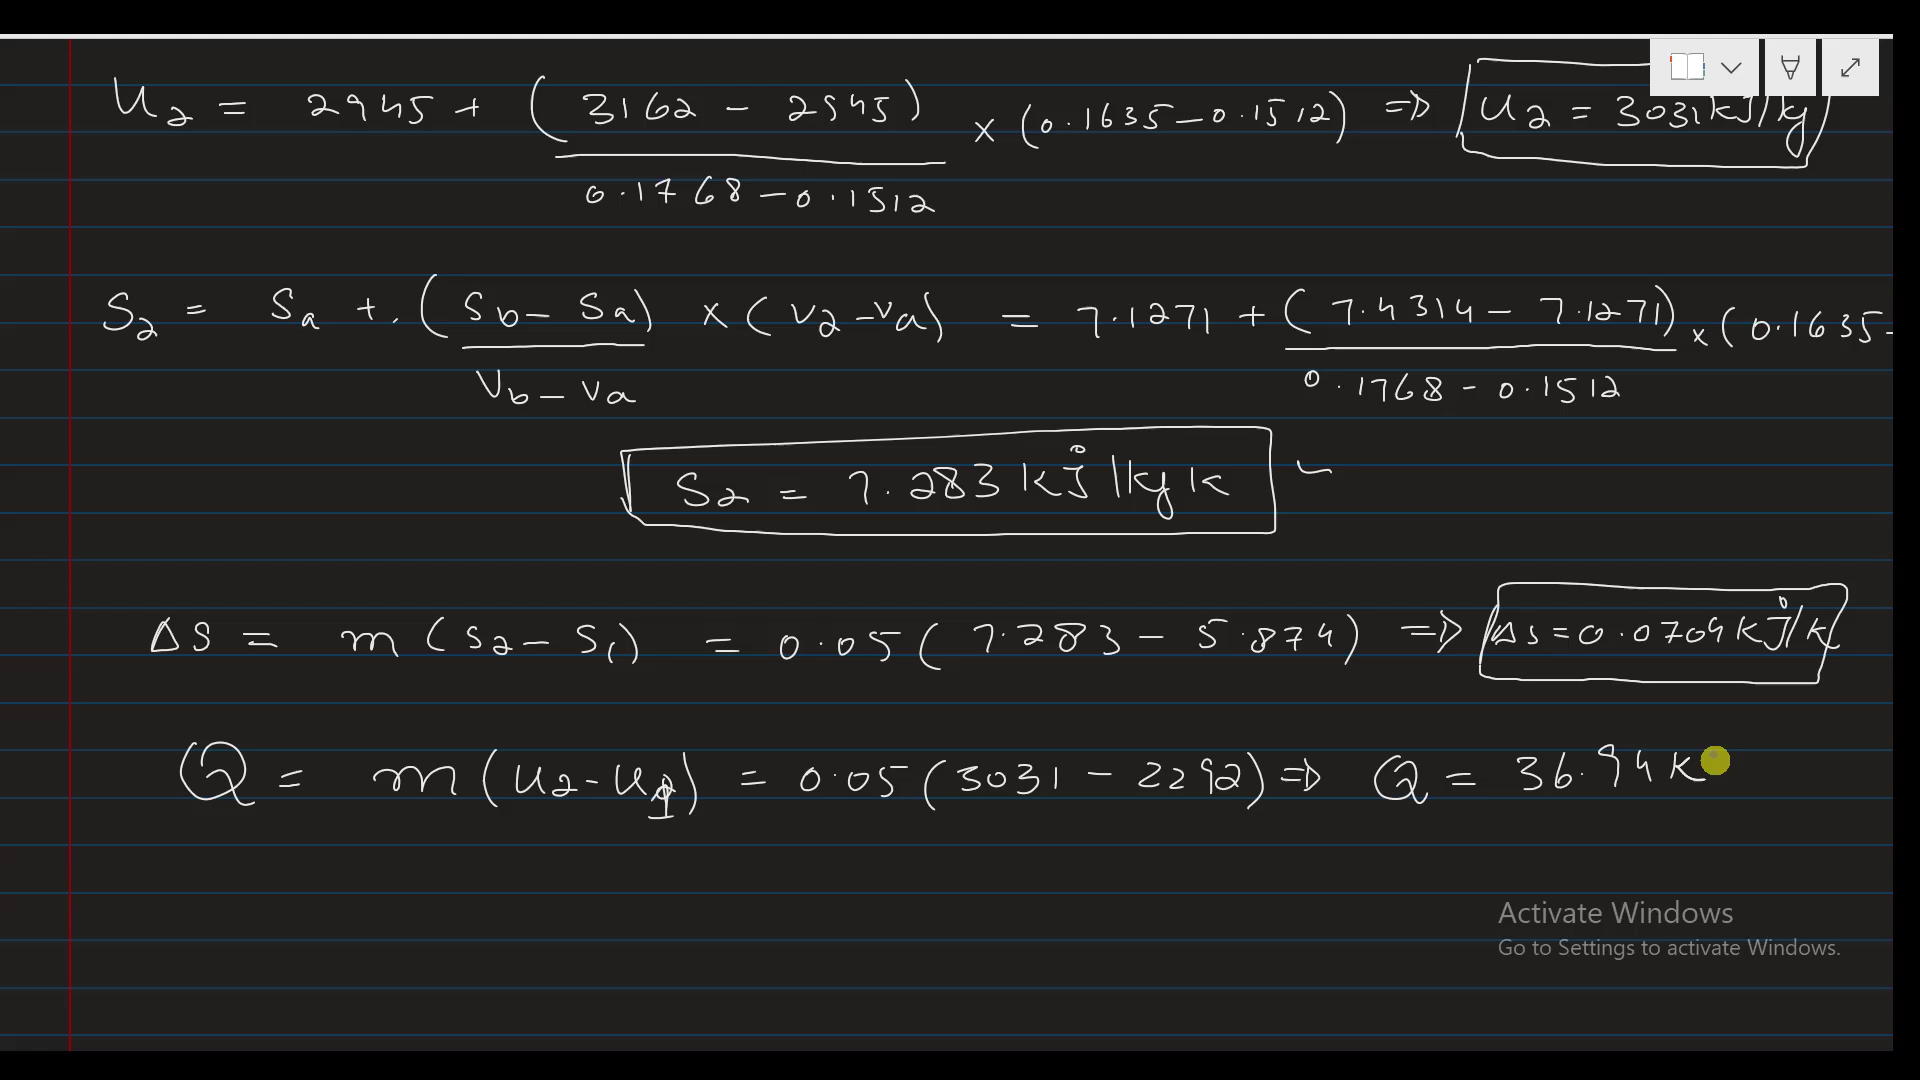 u2 = 2945 + (3162 - 2945) / 0.1768 - 0.1512 × (0.1635 - 0.1512) => u2 = 3031 kJ/kg
S2 = Sa + . (Sb - Sa) / Vb - Va × (V2 - Va) = 7.1271 + (7.4314 - 7.1271) / 0.1768 - 0.1512 × (0.1635 -
S2 = 7.283 kJ/kg k
ΔS = m (S2 - S1) = 0.05 (7.283 - 5.874) => Δs = 0.0704 kJ/K
Q = m (u2 - u1) = 0.05 (3031 - 2292) => Q = 36.94 K
Activate Windows
Go to Settings to activate Windows.